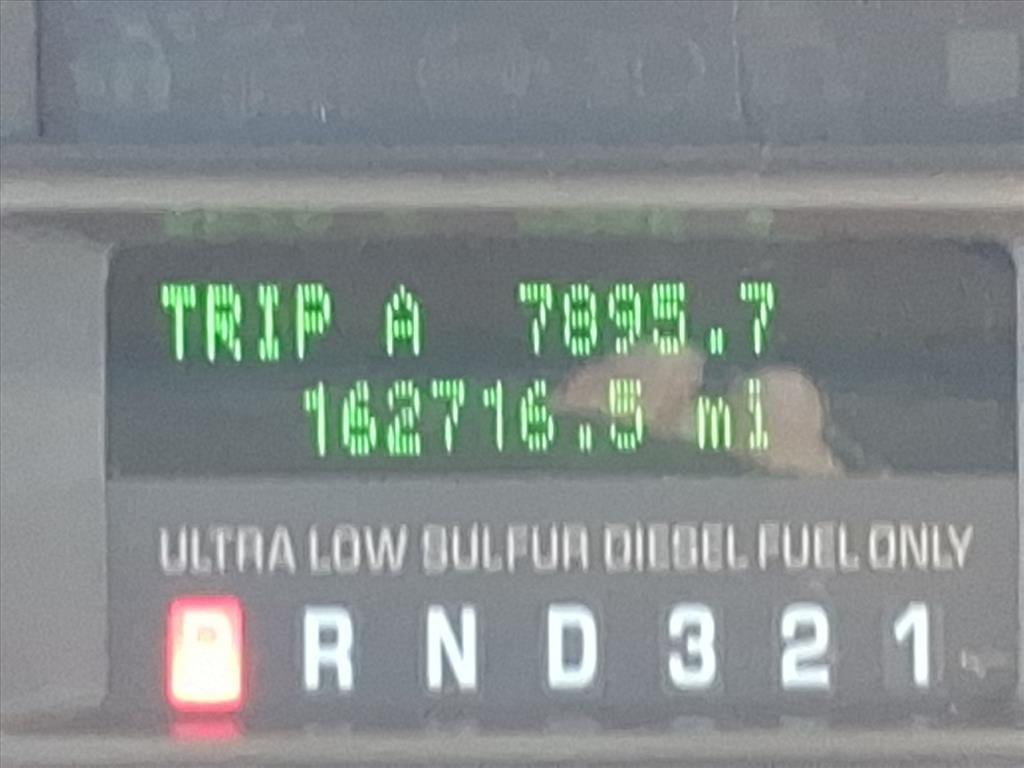 TRIP A 7895.7
162716.5 mi
ULTRA LOW SULFUR DIESEL FUEL ONLY
P R N D 3 2 1